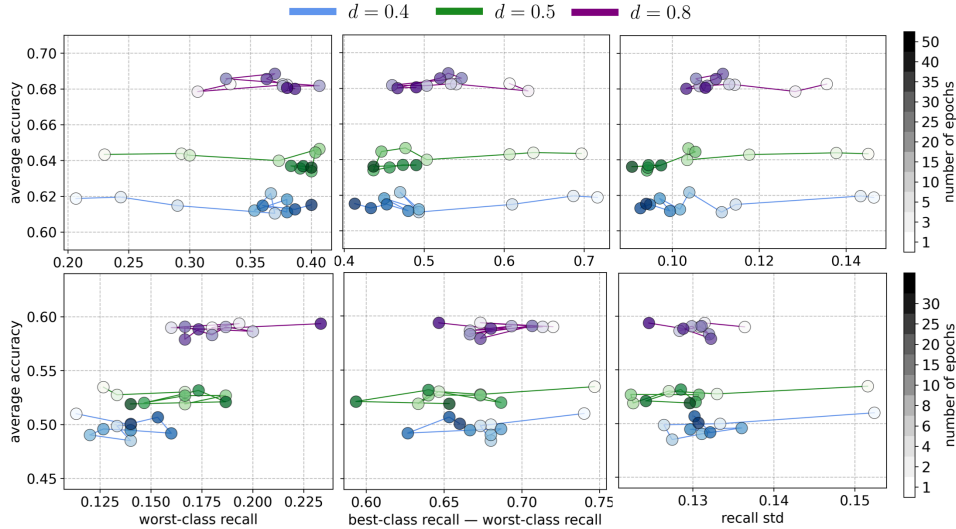 d = 0.4 d = 0.5 d = 0.8
average accuracy
0.70
0.68
0.66
0.64
0.62
0.60
0.20 0.25 0.30 0.35 0.40
0.4 0.5 0.6 0.7
0.10 0.12 0.14
50
40
35
30
25
20
15
10
5
3
1
number of epochs
average accuracy
0.60
0.55
0.50
0.45
0.125 0.150 0.175 0.200 0.225
worst-class recall
0.60 0.65 0.70 0.75
best-class recall — worst-class recall
0.13 0.14 0.15
recall std
30
20
14
12
10
8
6
4
2
1
number of epochs